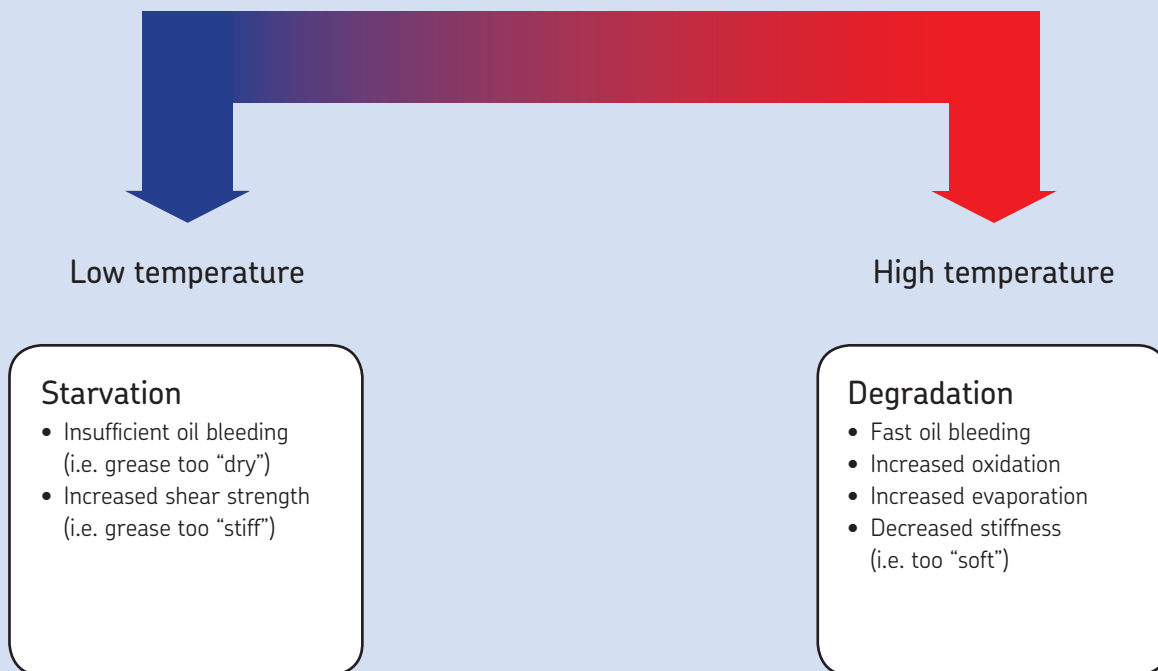 Low temperature
High temperature
Starvation
• Insufficient oil bleeding
(i.e. grease too “dry”)
• Increased shear strength
(i.e. grease too “stiff”)
Degradation
• Fast oil bleeding
• Increased oxidation
• Increased evaporation
• Decreased stiffness
(i.e. too “soft”)